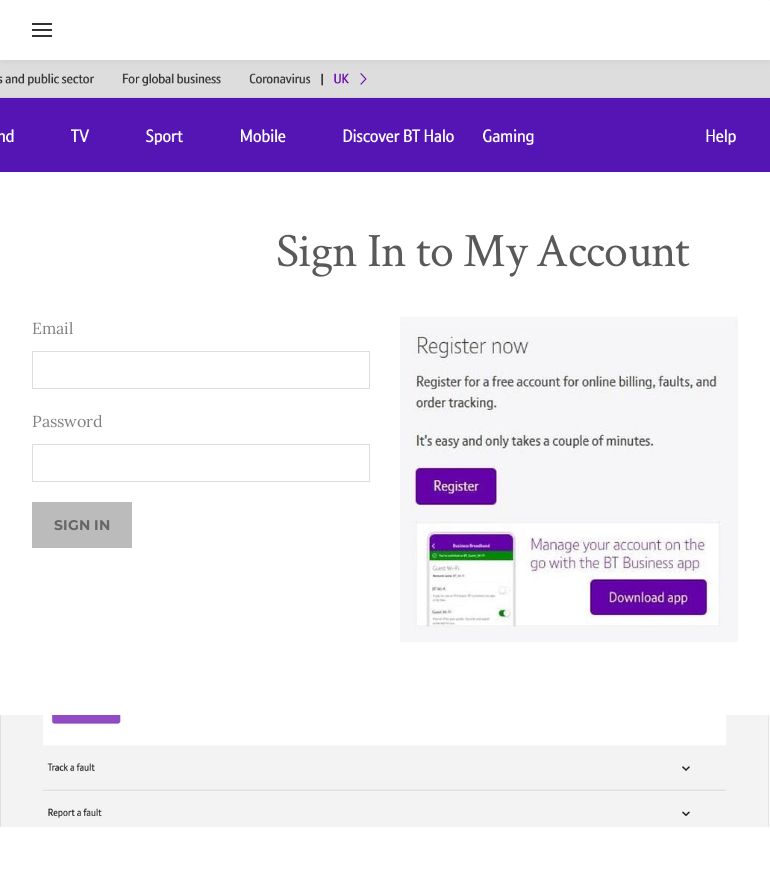 s and public sector For global business Coronavirus | UK
nd TV Sport Mobile Discover BT Halo Gaming Help
Sign In to My Account
Email
Password
SIGN IN
Register now
Register for a free account for online billing, faults, and
order tracking.
It's easy and only takes a couple of minutes.
Register
Business Broadband
Guest Wi-Fi
BT Wi-Fi
Guest Wi-Fi
Manage your account on the
go with the BT Business app
Download app
Track a fault
Report a fault